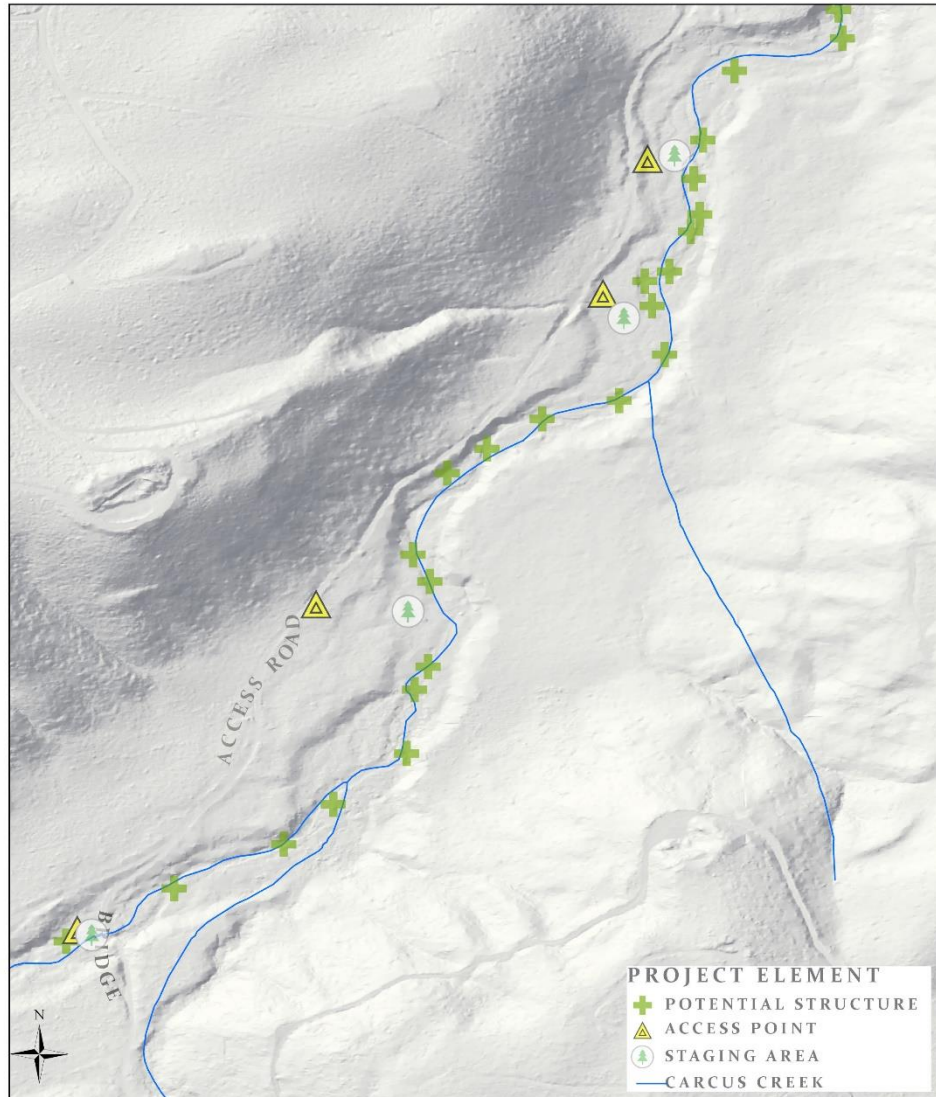 ACCESS ROAD
BRIDGE
N
PROJECT ELEMENT
POTENTIAL STRUCTURE
ACCESS POINT
STAGING AREA
CARCUS CREEK